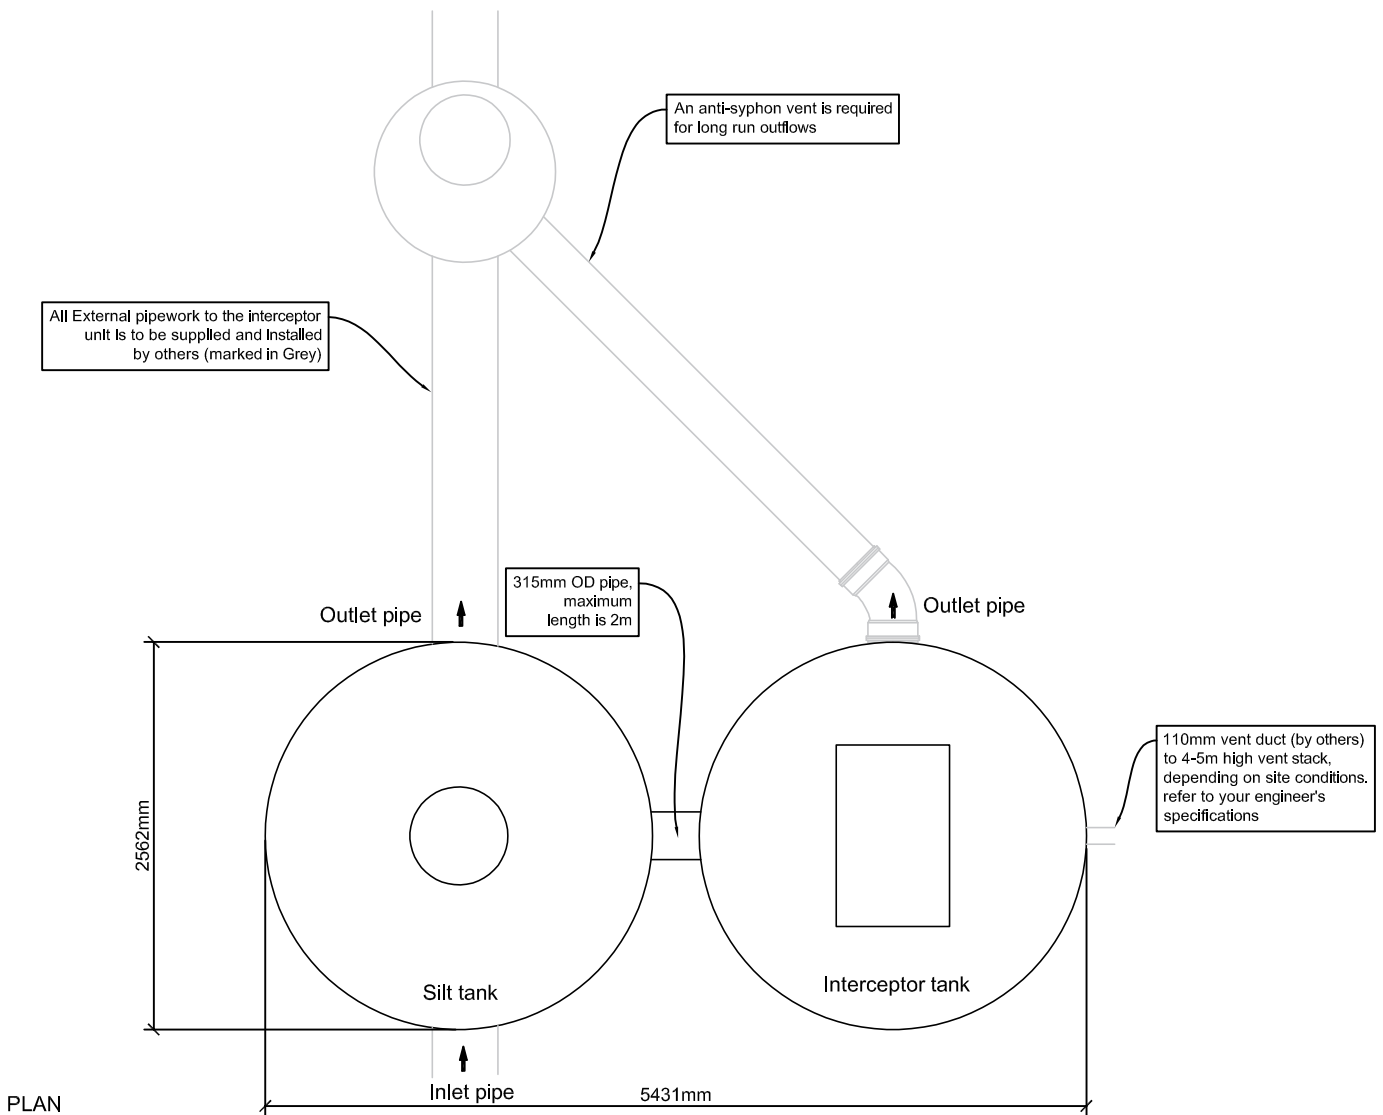 An anti-syphon vent is required
for long run outflows
All External pipework to the interceptor
unit is to be supplied and installed
by others (marked in Grey)
315mm OD pipe,
maximum
length is 2m
Outlet pipe
Outlet pipe
110mm vent duct (by others)
to 4-5m high vent stack,
depending on site conditions.
refer to your engineer's
specifications
2562mm
Silt tank
Interceptor tank
Inlet pipe
5431mm
PLAN